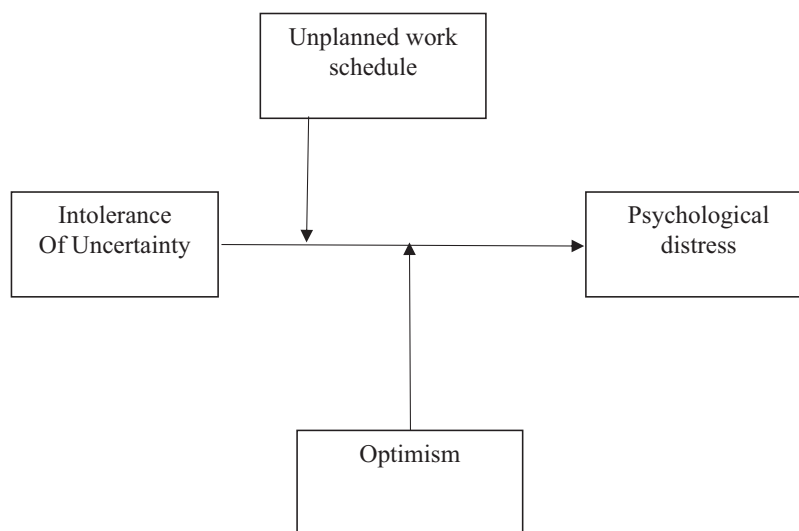 Unplanned work
schedule
Intolerance
Of Uncertainty
Psychological
distress
Optimism